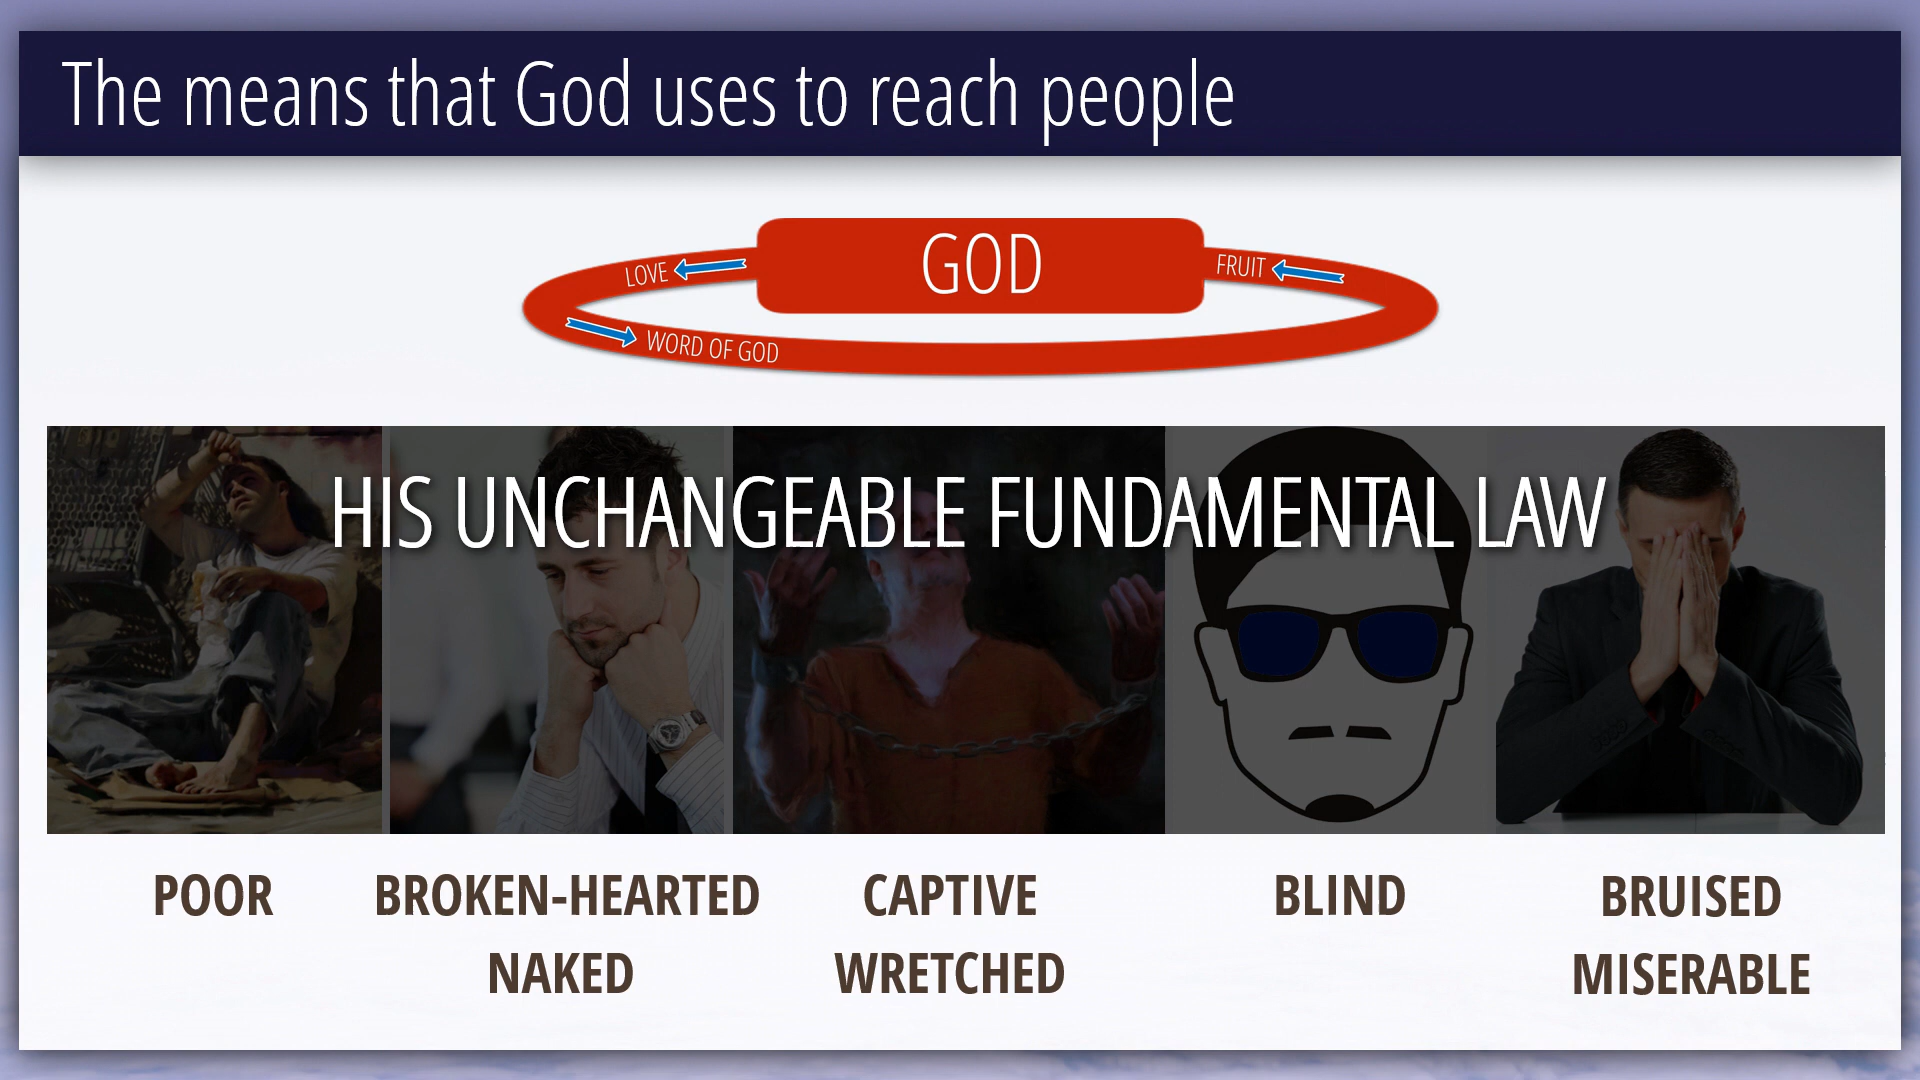 The means that God uses to reach people
GOD
LOVE
FRUIT
WORD OF GOD
HIS UNCHANGEABLE FUNDAMENTAL LAW
POOR
BROKEN-HEARTED
CAPTIVE
BLIND
BRUISED
NAKED
WRETCHED
MISERABLE